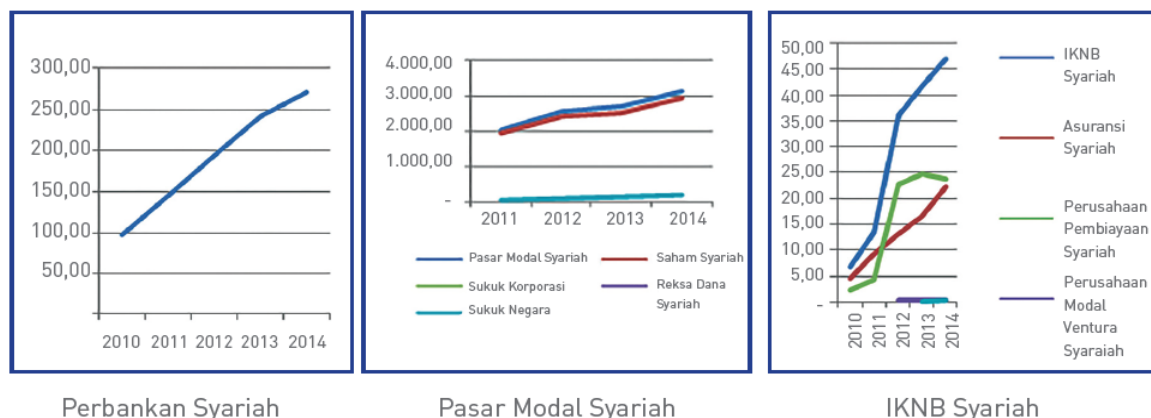 300,00
250,00
200,00
150,00
100,00
50,00
-
2010 2011 2012 2013 2014
Perbankan Syariah
4.000,00
3.000,00
2.000,00
1.000,00
-
2011 2012 2013 2014
Pasar Modal Syariah
Saham Syariah
Sukuk Korporasi
Reksa Dana
Syariah
Sukuk Negara
Pasar Modal Syariah
50,00
45,00
40,00
35,00
30,00
25,00
20,00
15,00
10,00
5,00
-
2010 2011 2012 2013 2014
IKNB
Syariah
Asuransi
Syariah
Perusahaan
Pembiayaan
Syariah
Perusahaan
Modal
Ventura
Syaraiah
IKNB Syariah